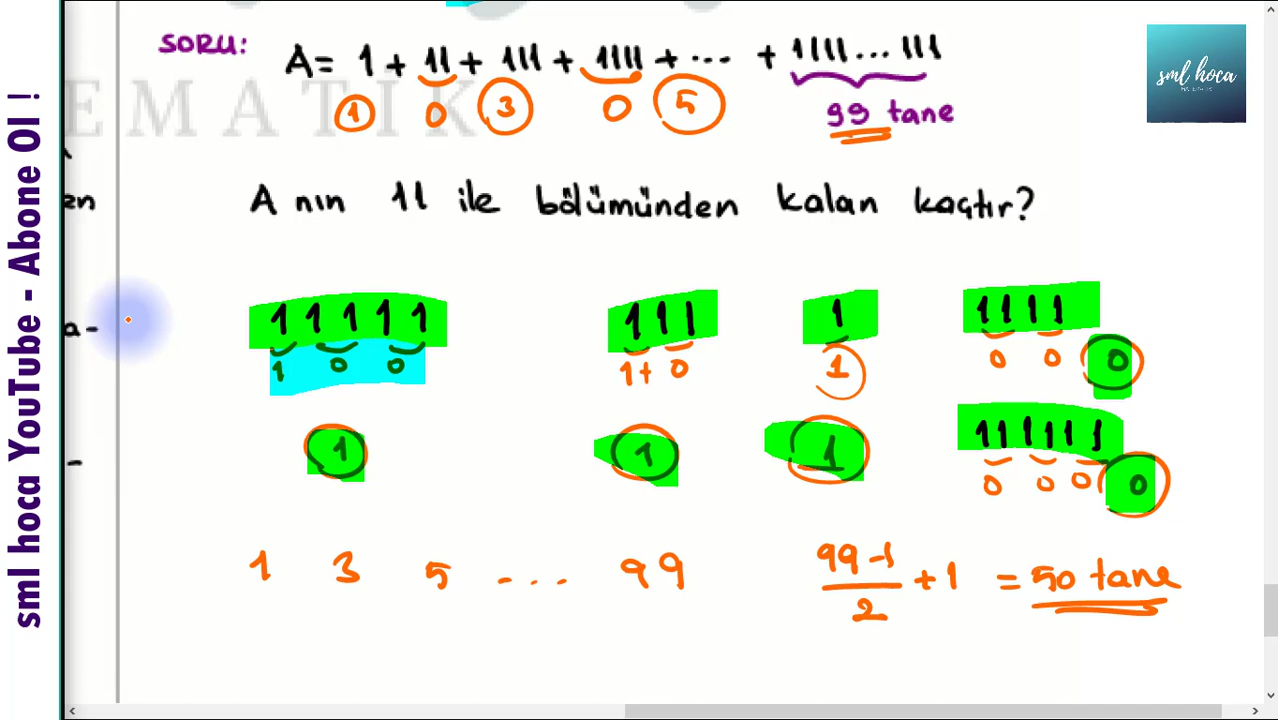 sml hoca YouTube - Abone Ol !
EMATİK
SORU: A= 1 + 11 + 111 + 1111 + ... + 1111...111
1 0 3 0 5 99 tane
sml hoca
A nın 11 ile bölümünden kalan kaçtır?
en
a-
-
11111 111 1 1111
1 0 0 1+ 0 1 0 0 0
111111
1 1 1 0 0 0 0
1 3 5 ... 99 99-1 / 2 + 1 = 50 tane